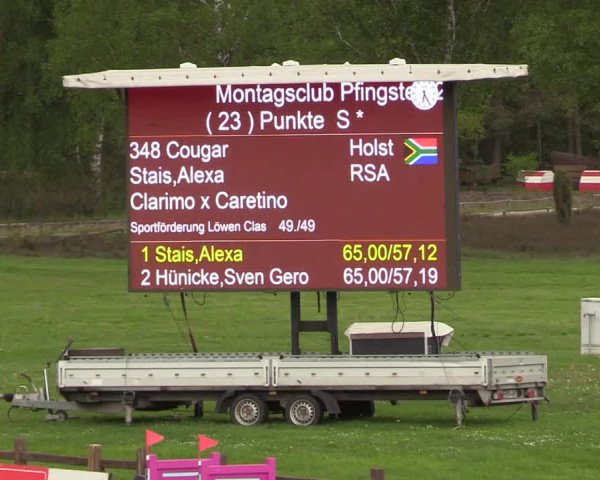 Montagsclub Pfingste
( 23 ) Punkte S *
348 Cougar Holst
Stais,Alexa RSA
Clarimo x Caretino
Sportförderung Löwen Clas 49./49
1 Stais,Alexa 65,00/57,12
2 Hünicke,Sven Gero 65,00/57,19